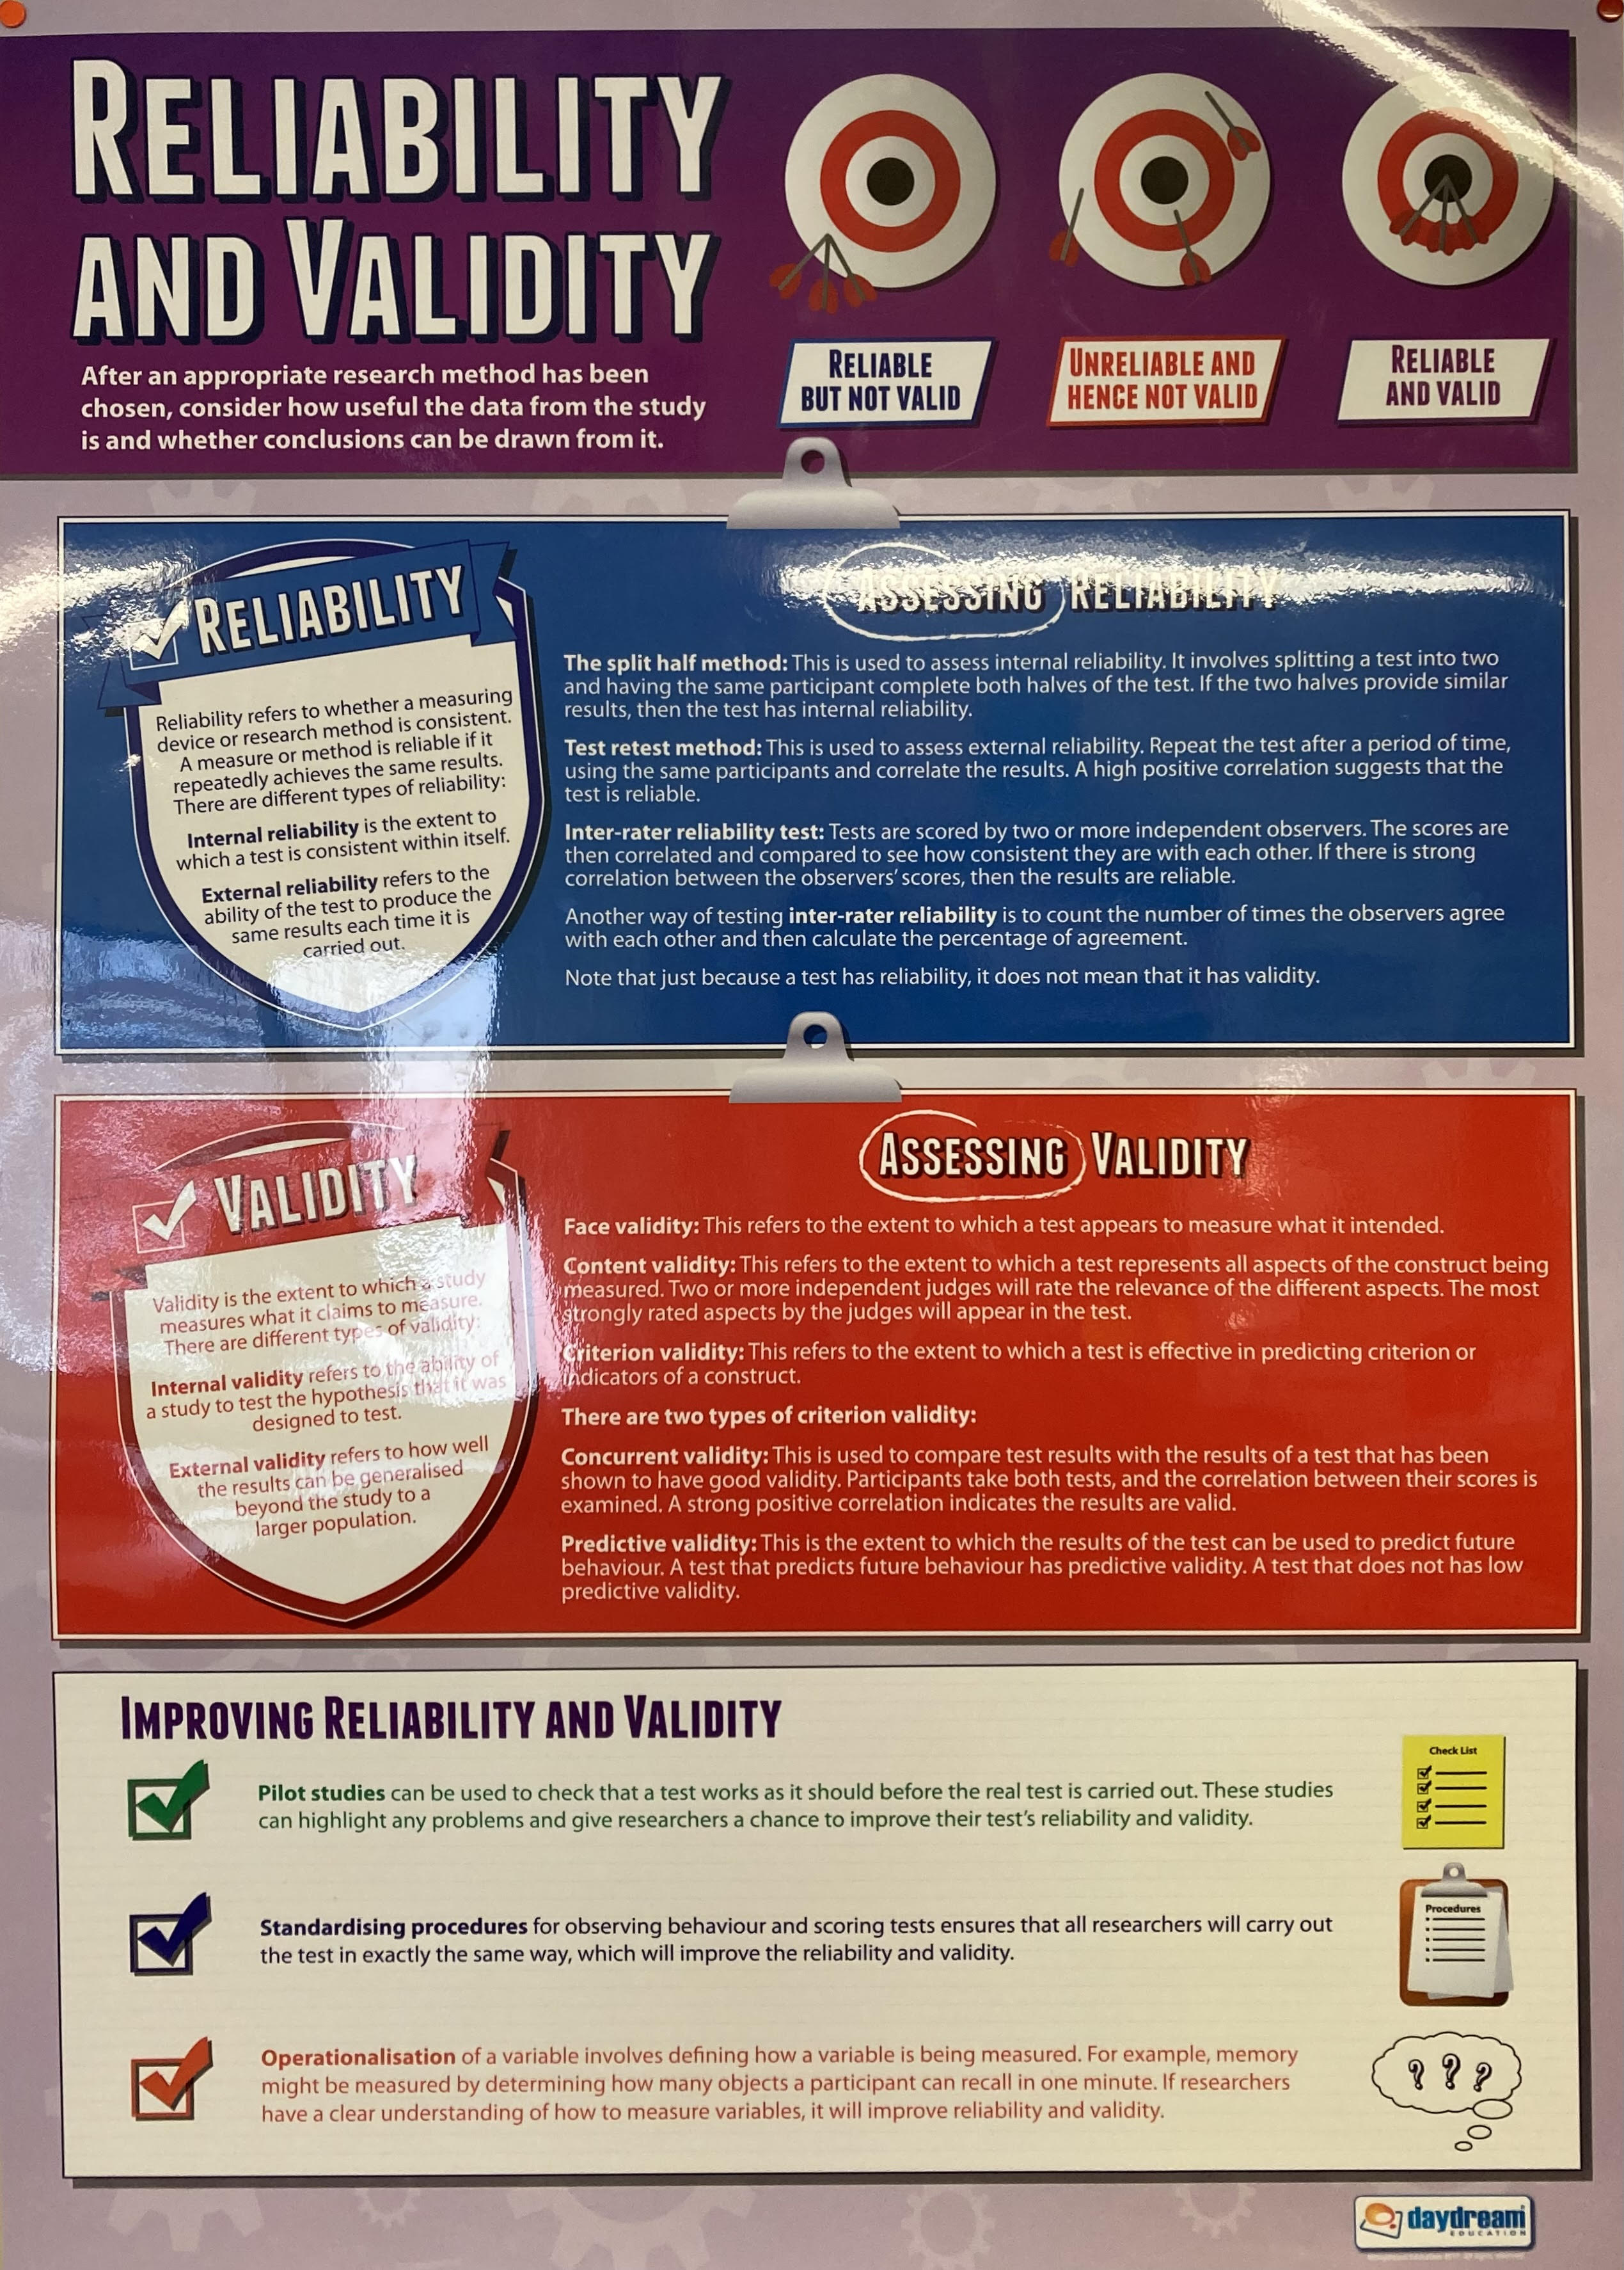 RELIABILITY
AND VALIDITY
After an appropriate research method has been
chosen, consider how useful the data from the study
is and whether conclusions can be drawn from it.
RELIABLE
BUT NOT VALID
UNRELIABLE AND
HENCE NOT VALID
RELIABLE
AND VALID
RELIABILITY
Reliability refers to whether a measuring
device or research method is consistent.
A measure or method is reliable if it
repeatedly achieves the same results.
There are different types of reliability:
Internal reliability is the extent to
which a test is consistent within itself.
External reliability refers to the
ability of the test to produce the
same results each time it is
carried out.
ASSESSING RELIABILITY
The split half method: This is used to assess internal reliability. It involves splitting a test into two
and having the same participant complete both halves of the test. If the two halves provide similar
results, then the test has internal reliability.
Test retest method: This is used to assess external reliability. Repeat the test after a period of time,
using the same participants and correlate the results. A high positive correlation suggests that the
test is reliable.
Inter-rater reliability test: Tests are scored by two or more independent observers. The scores are
then correlated and compared to see how consistent they are with each other. If there is strong
correlation between the observers' scores, then the results are reliable.
Another way of testing inter-rater reliability is to count the number of times the observers agree
with each other and then calculate the percentage of agreement.
Note that just because a test has reliability, it does not mean that it has validity.
VALIDITY
Validity is the extent to which a study
measures what it claims to measure.
There are different types of validity:
Internal validity refers to the ability of
a study to test the hypothesis that it was
designed to test.
External validity refers to how well
the results can be generalised
beyond the study to a
larger population.
ASSESSING VALIDITY
Face validity: This refers to the extent to which a test appears to measure what it intended.
Content validity: This refers to the extent to which a test represents all aspects of the construct being
measured. Two or more independent judges will rate the relevance of the different aspects. The most
strongly rated aspects by the judges will appear in the test.
Criterion validity: This refers to the extent to which a test is effective in predicting criterion or
indicators of a construct.
There are two types of criterion validity:
Concurrent validity: This is used to compare test results with the results of a test that has been
shown to have good validity. Participants take both tests, and the correlation between their scores is
examined. A strong positive correlation indicates the results are valid.
Predictive validity: This is the extent to which the results of the test can be used to predict future
behaviour. A test that predicts future behaviour has predictive validity. A test that does not has low
predictive validity.
IMPROVING RELIABILITY AND VALIDITY
Pilot studies can be used to check that a test works as it should before the real test is carried out. These studies
can highlight any problems and give researchers a chance to improve their test's reliability and validity.
Check List
Standardising procedures for observing behaviour and scoring tests ensures that all researchers will carry out
the test in exactly the same way, which will improve the reliability and validity.
Procedures
Operationalisation of a variable involves defining how a variable is being measured. For example, memory
might be measured by determining how many objects a participant can recall in one minute. If researchers
have a clear understanding of how to measure variables, it will improve reliability and validity.
? ? ?
daydream
EDUCATION